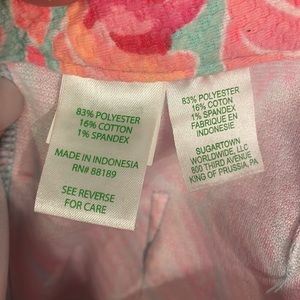 83% POLYESTER
16% COTTON
1% SPANDEX
MADE IN INDONESIA
RN# 88189
SEE REVERSE
FOR CARE
83% POLYESTER
16% COTTON
1% SPANDEX
FABRIQUE EN
INDONESIE
SUGARTOWN
WORLDWIDE, LLC
800 THIRD AVENUE
KING OF PRUSSIA, PA